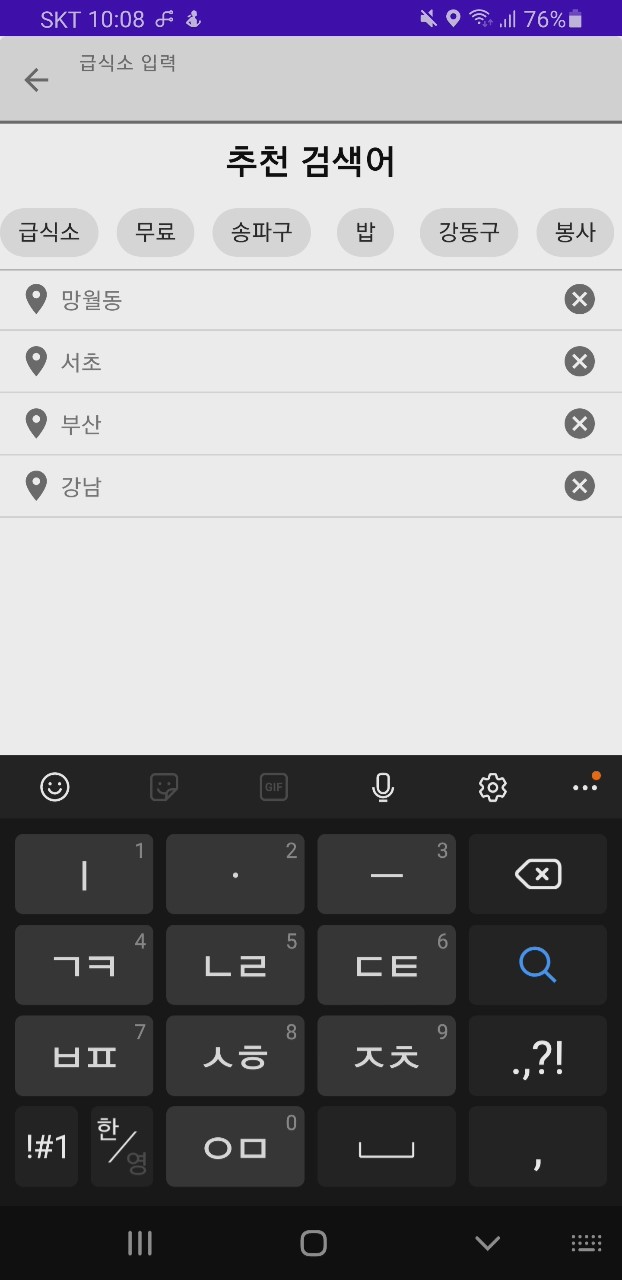 SKT 10:08 76%
급식소 입력
추천 검색어
급식소 무료 송파구 밥 강동구 봉사
망월동
서초
부산
강남
GIF
ㅣ 1 · 2 ㅡ 3
ㄱㅋ 4 ㄴㄹ 5 ㄷㅌ 6
ㅂㅍ 7 ㅅㅎ 8 ㅈㅊ 9 .,?!
!#1 한/영 ㅇㅁ 0 ,